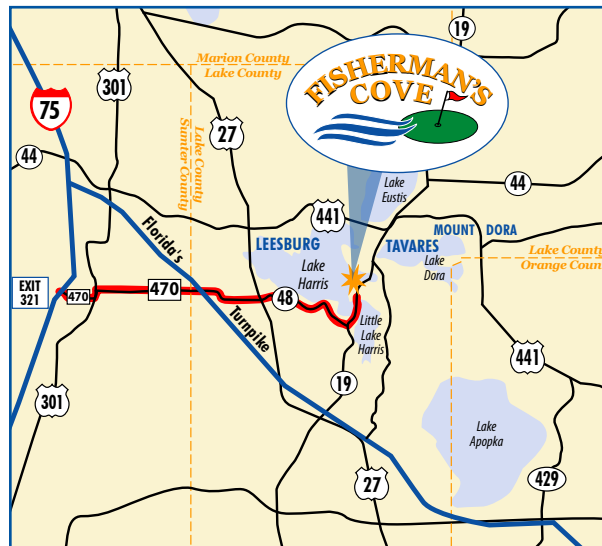 19
Marion County
Lake County
FISHERMAN'S
COVE
301
75
27
Lake County
Sumter County
44
Lake
Eustis
44
441
Florida's
Turnpike
LEESBURG
TAVARES
MOUNT DORA
Lake
Harris
Lake
Dora
Lake County
Orange Coun
EXIT
321
470
470
48
Little
Lake
Harris
441
19
301
Lake
Apopka
27
429